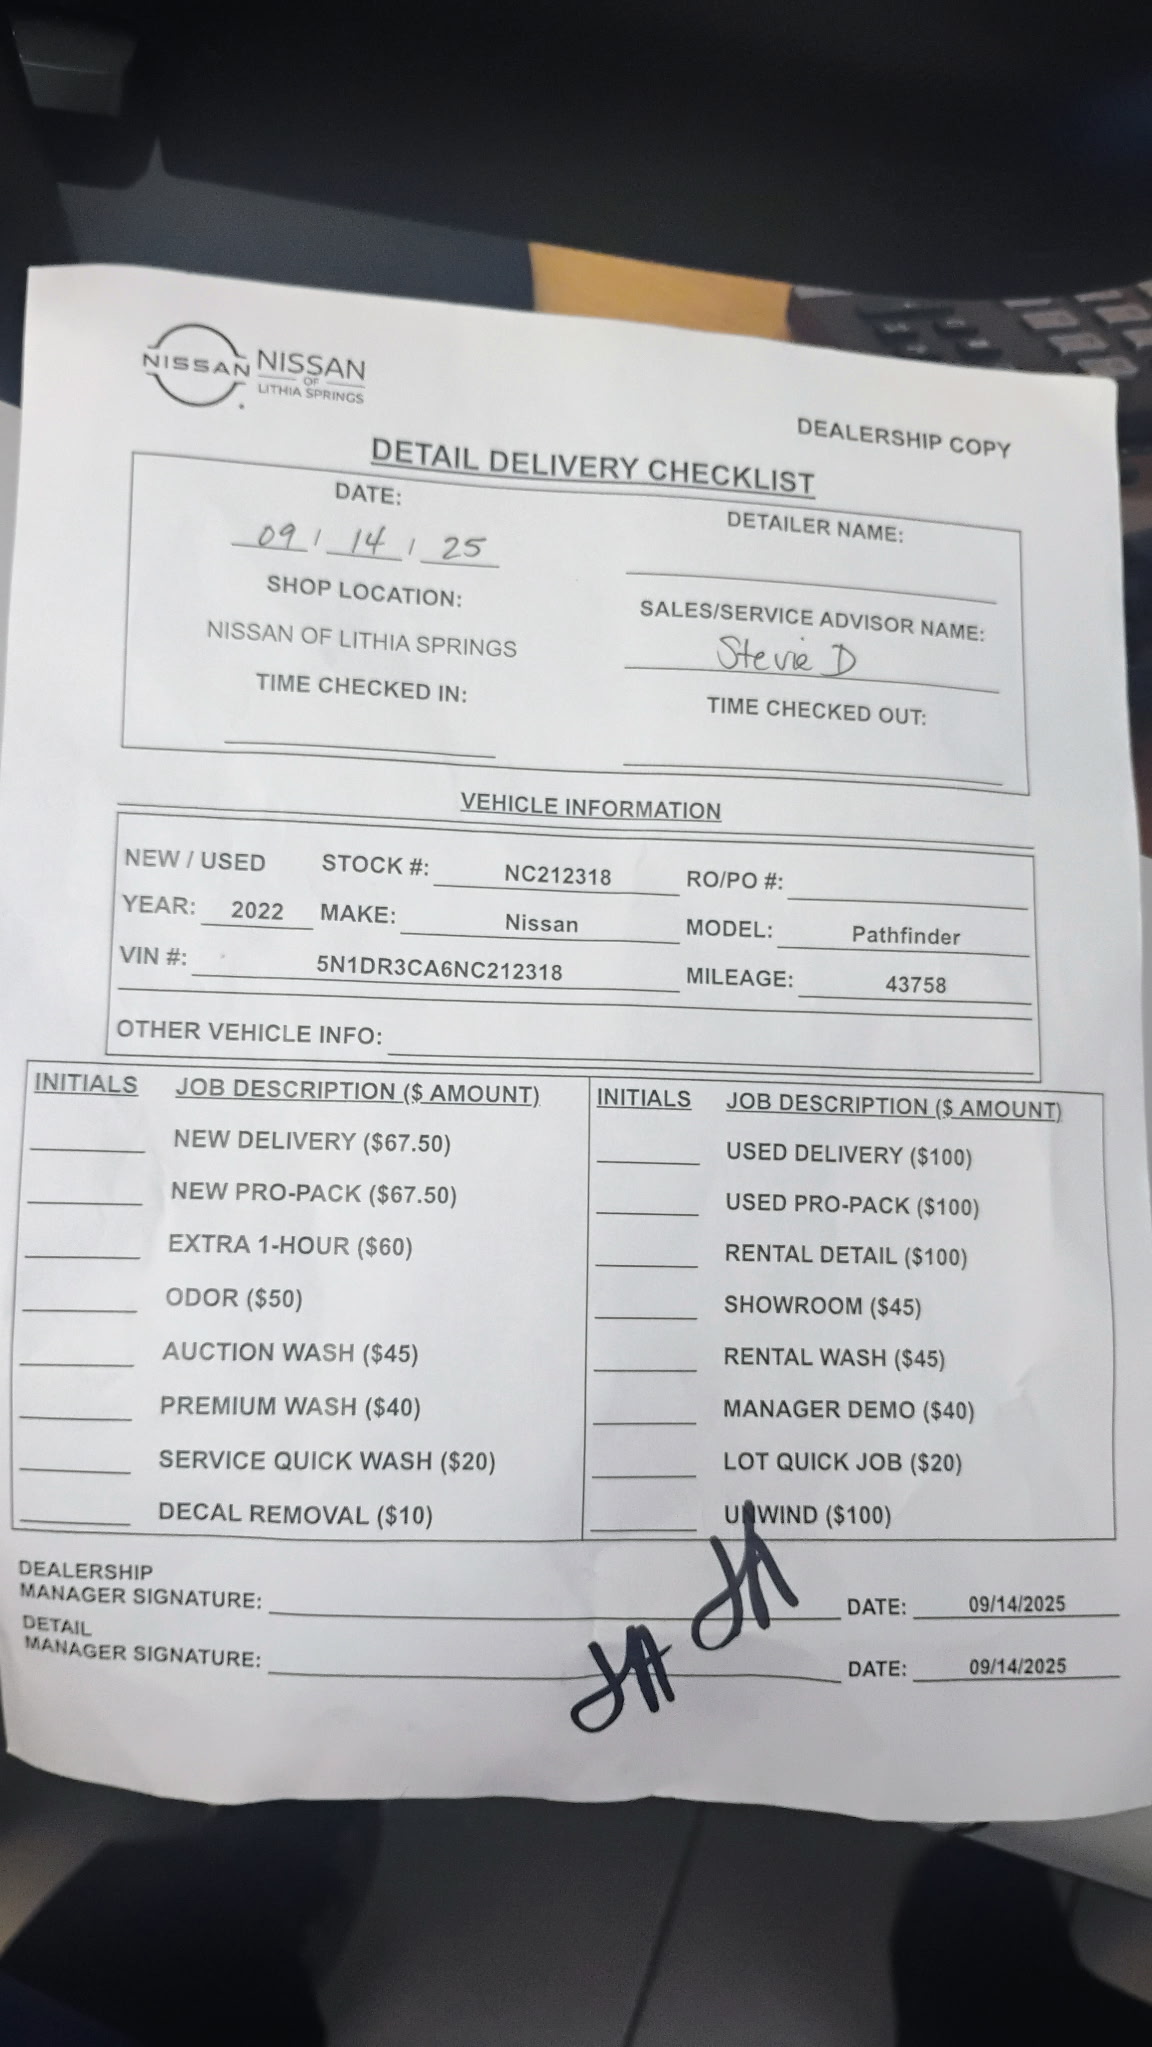 NISSAN
NISSAN
OF
LITHIA SPRINGS
DEALERSHIP COPY
DETAIL DELIVERY CHECKLIST
DATE:
09 / 14 / 25
DETAILER NAME:
SHOP LOCATION:
NISSAN OF LITHIA SPRINGS
SALES/SERVICE ADVISOR NAME:
Stevie D
TIME CHECKED IN:
TIME CHECKED OUT:
VEHICLE INFORMATION
NEW / USED STOCK #: NC212318 RO/PO #:
YEAR: 2022 MAKE: Nissan MODEL: Pathfinder
VIN #: 5N1DR3CA6NC212318 MILEAGE: 43758
OTHER VEHICLE INFO:
INITIALS JOB DESCRIPTION ($ AMOUNT)
NEW DELIVERY ($67.50)
NEW PRO-PACK ($67.50)
EXTRA 1-HOUR ($60)
ODOR ($50)
AUCTION WASH ($45)
PREMIUM WASH ($40)
SERVICE QUICK WASH ($20)
DECAL REMOVAL ($10)
INITIALS JOB DESCRIPTION ($ AMOUNT)
USED DELIVERY ($100)
USED PRO-PACK ($100)
RENTAL DETAIL ($100)
SHOWROOM ($45)
RENTAL WASH ($45)
MANAGER DEMO ($40)
LOT QUICK JOB ($20)
UNWIND ($100)
DEALERSHIP
MANAGER SIGNATURE: DATE: 09/14/2025
DETAIL
MANAGER SIGNATURE: DATE: 09/14/2025